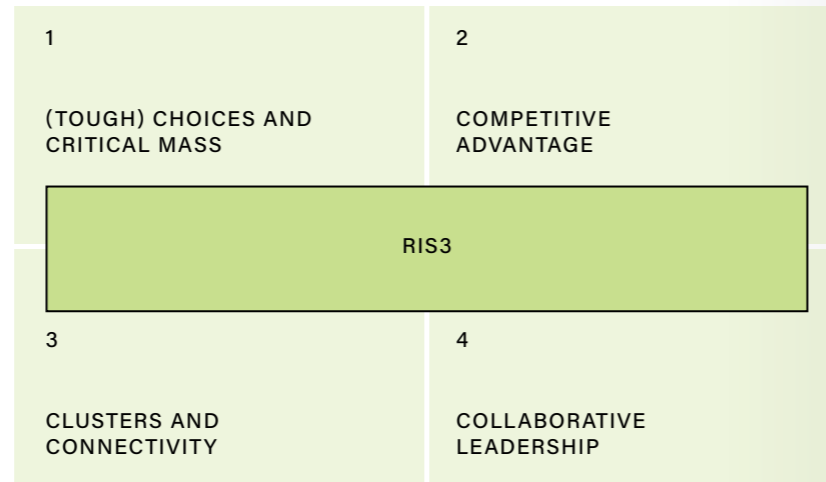 1
(TOUGH) CHOICES AND
CRITICAL MASS
2
COMPETITIVE
ADVANTAGE
RIS3
3
CLUSTERS AND
CONNECTIVITY
4
COLLABORATIVE
LEADERSHIP